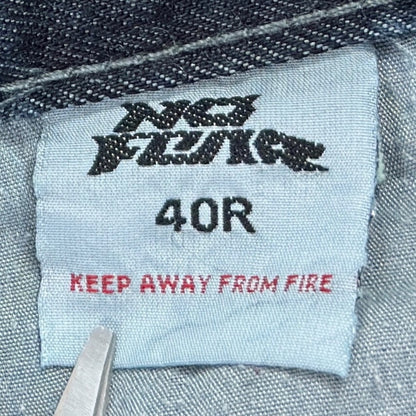 NO
FEAR
40R
KEEP AWAY FROM FIRE